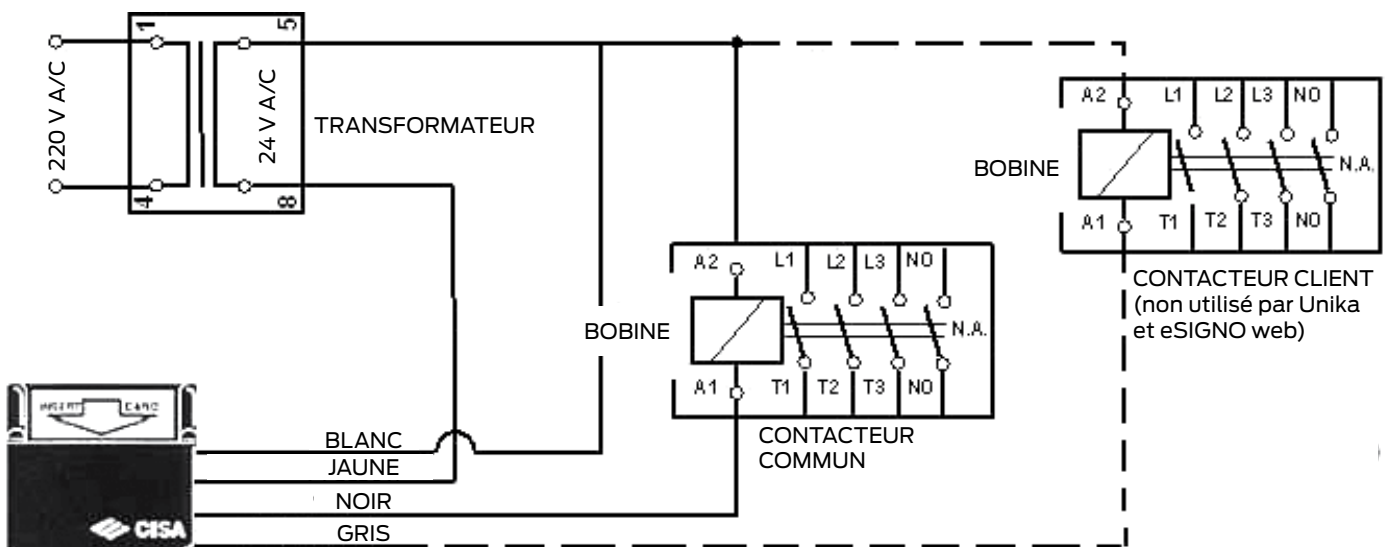 1
5
220 V A/C
24 V A/C
4
8
TRANSFORMATEUR
A2
L1
L2
L3
NO
BOBINE
N.A.
A1
T1
T2
T3
NO
CONTACTEUR CLIENT
(non utilisé par Unika
et eSIGNO web)
A2
L1
L2
L3
NO
BOBINE
N.A.
A1
T1
T2
T3
NO
CONTACTEUR
COMMUN
INSERT CARD
CISA
BLANC
JAUNE
NOIR
GRIS